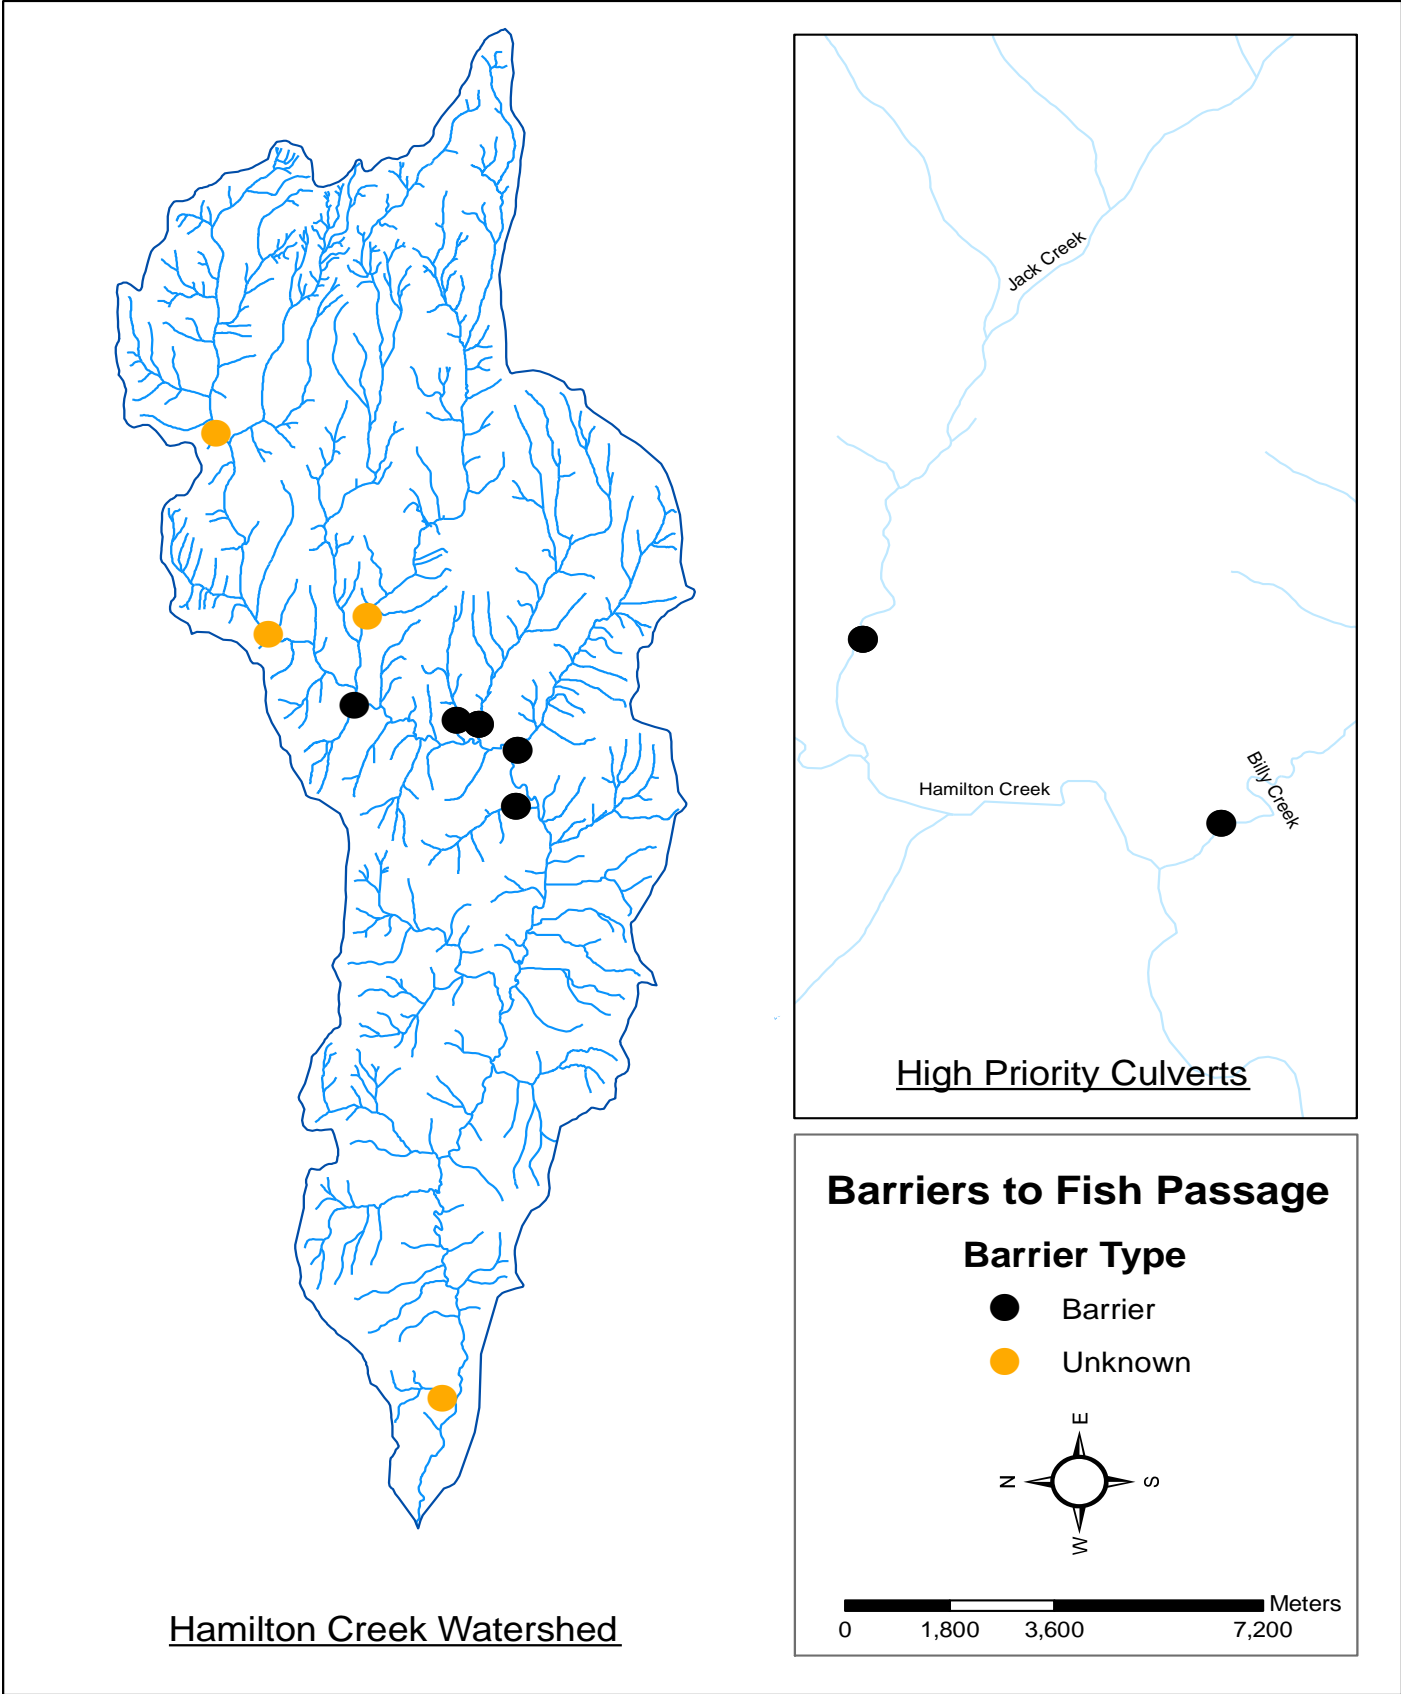 Jack Creek
Hamilton Creek
Billy Creek
High Priority Culverts
Barriers to Fish Passage
Barrier Type
Barrier
Unknown
E
N
S
W
Meters
0 1,800 3,600 7,200
Hamilton Creek Watershed